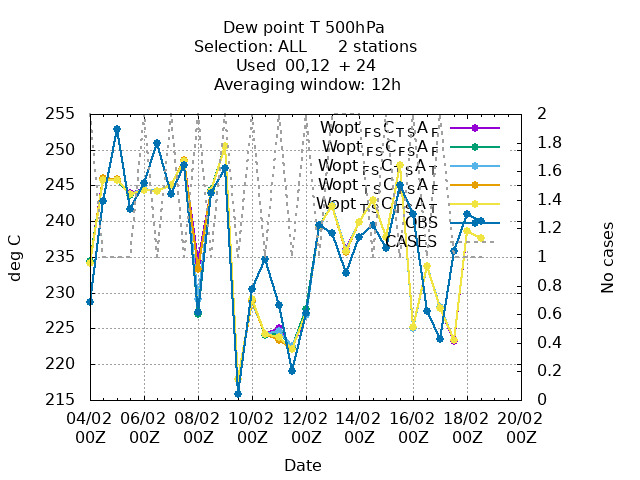 Dew point T 500hPa
Selection: ALL 2 stations
Used 00,12 + 24
Averaging window: 12h
255 2
Wopt FS C TS A F
250 1.8
Wopt FS C FS A F
Wopt FS C TS A T
245 1.6
Wopt TS C TS A F
240 1.4
Wopt TS C TS A T
OBS
235 1.2
CASES
230 1
225 0.8
220 0.6
215 0.4
0.2
0
deg C
No cases
04/02 06/02 08/02 10/02 12/02 14/02 16/02 18/02 20/02
00Z 00Z 00Z 00Z 00Z 00Z 00Z 00Z 00Z
Date